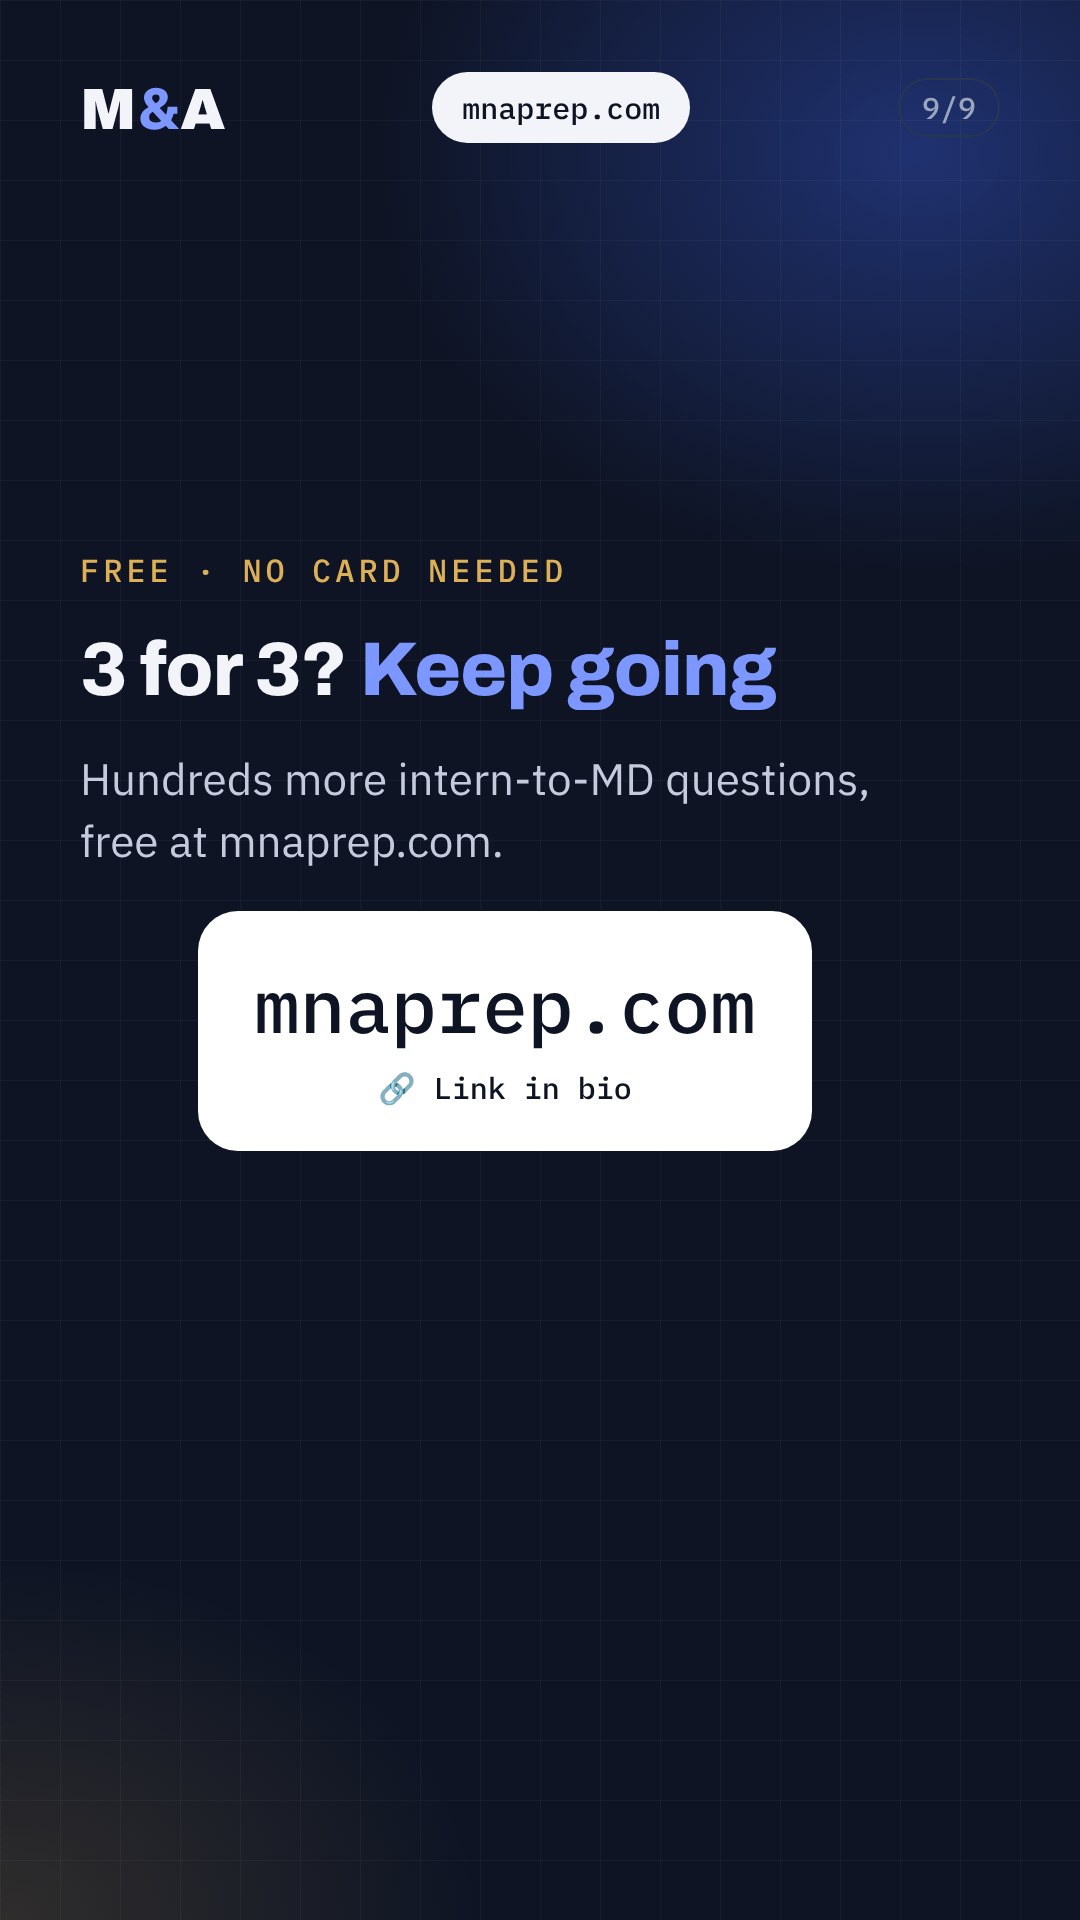 M&A
mnaprep.com
9/9
FREE · NO CARD NEEDED
3 for 3? Keep going
Hundreds more intern-to-MD questions,
free at mnaprep.com.
mnaprep.com
🔗 Link in bio